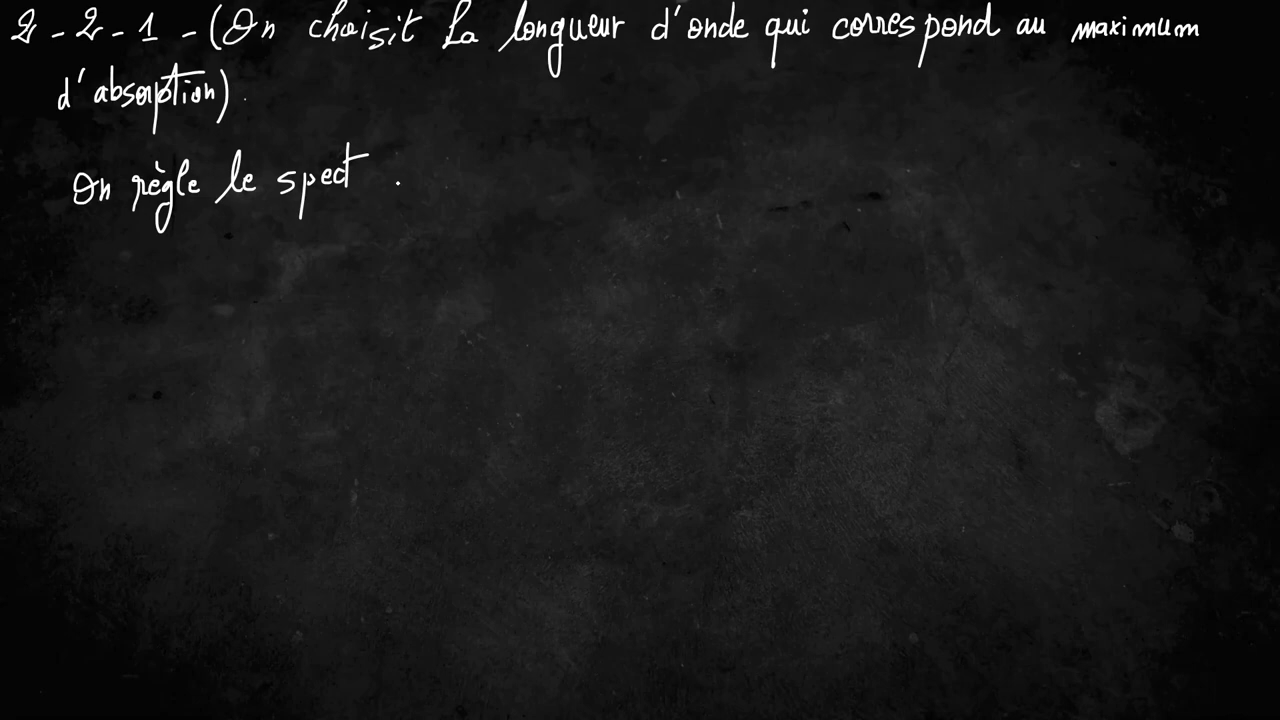 2-2-1-(On choisit La longueur d'onde qui correspond au maximum
d'absorption).
On règle le spect .